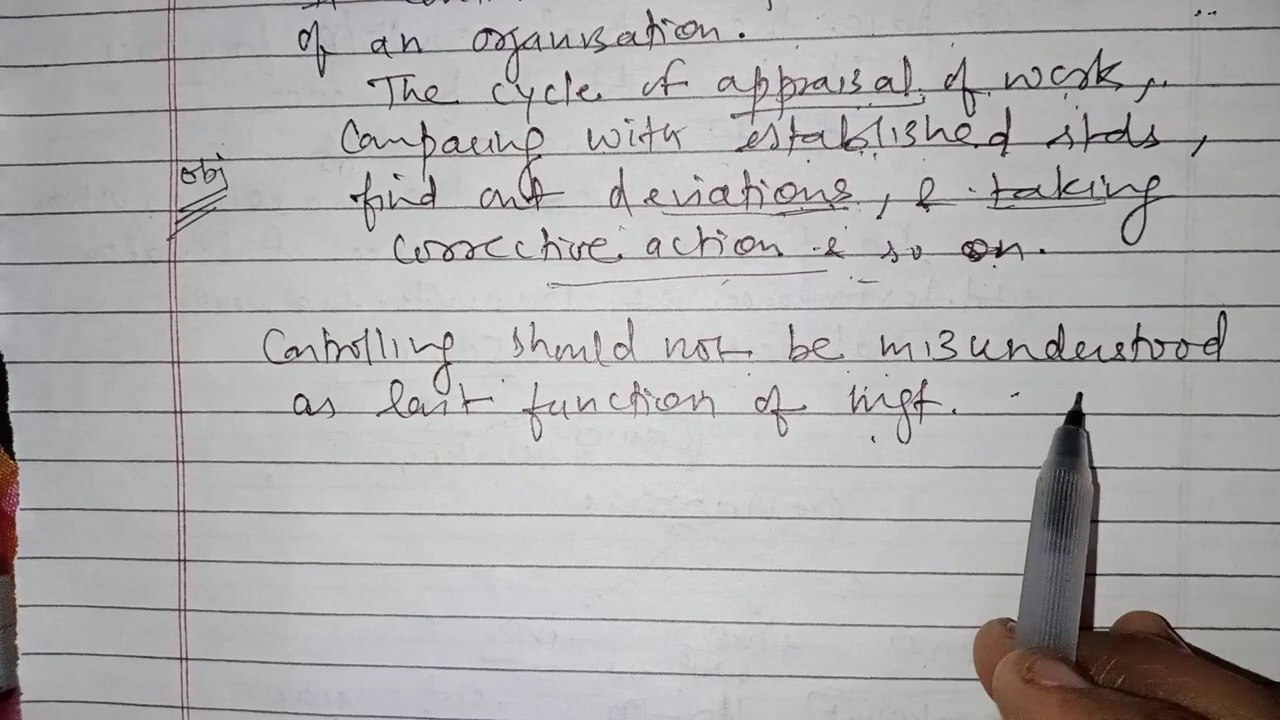 of an organisation.
The cycle of appraisal of work,
Comparing with established stds,
obj
find out deviations, & taking
corrective action & so on.
Controlling should not be misunderstood
as last function of mgt.